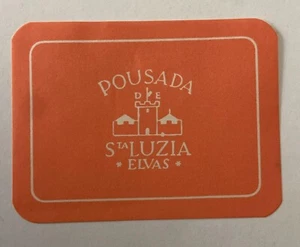 POUSADA
DE
STA LUZIA
* ELVAS *